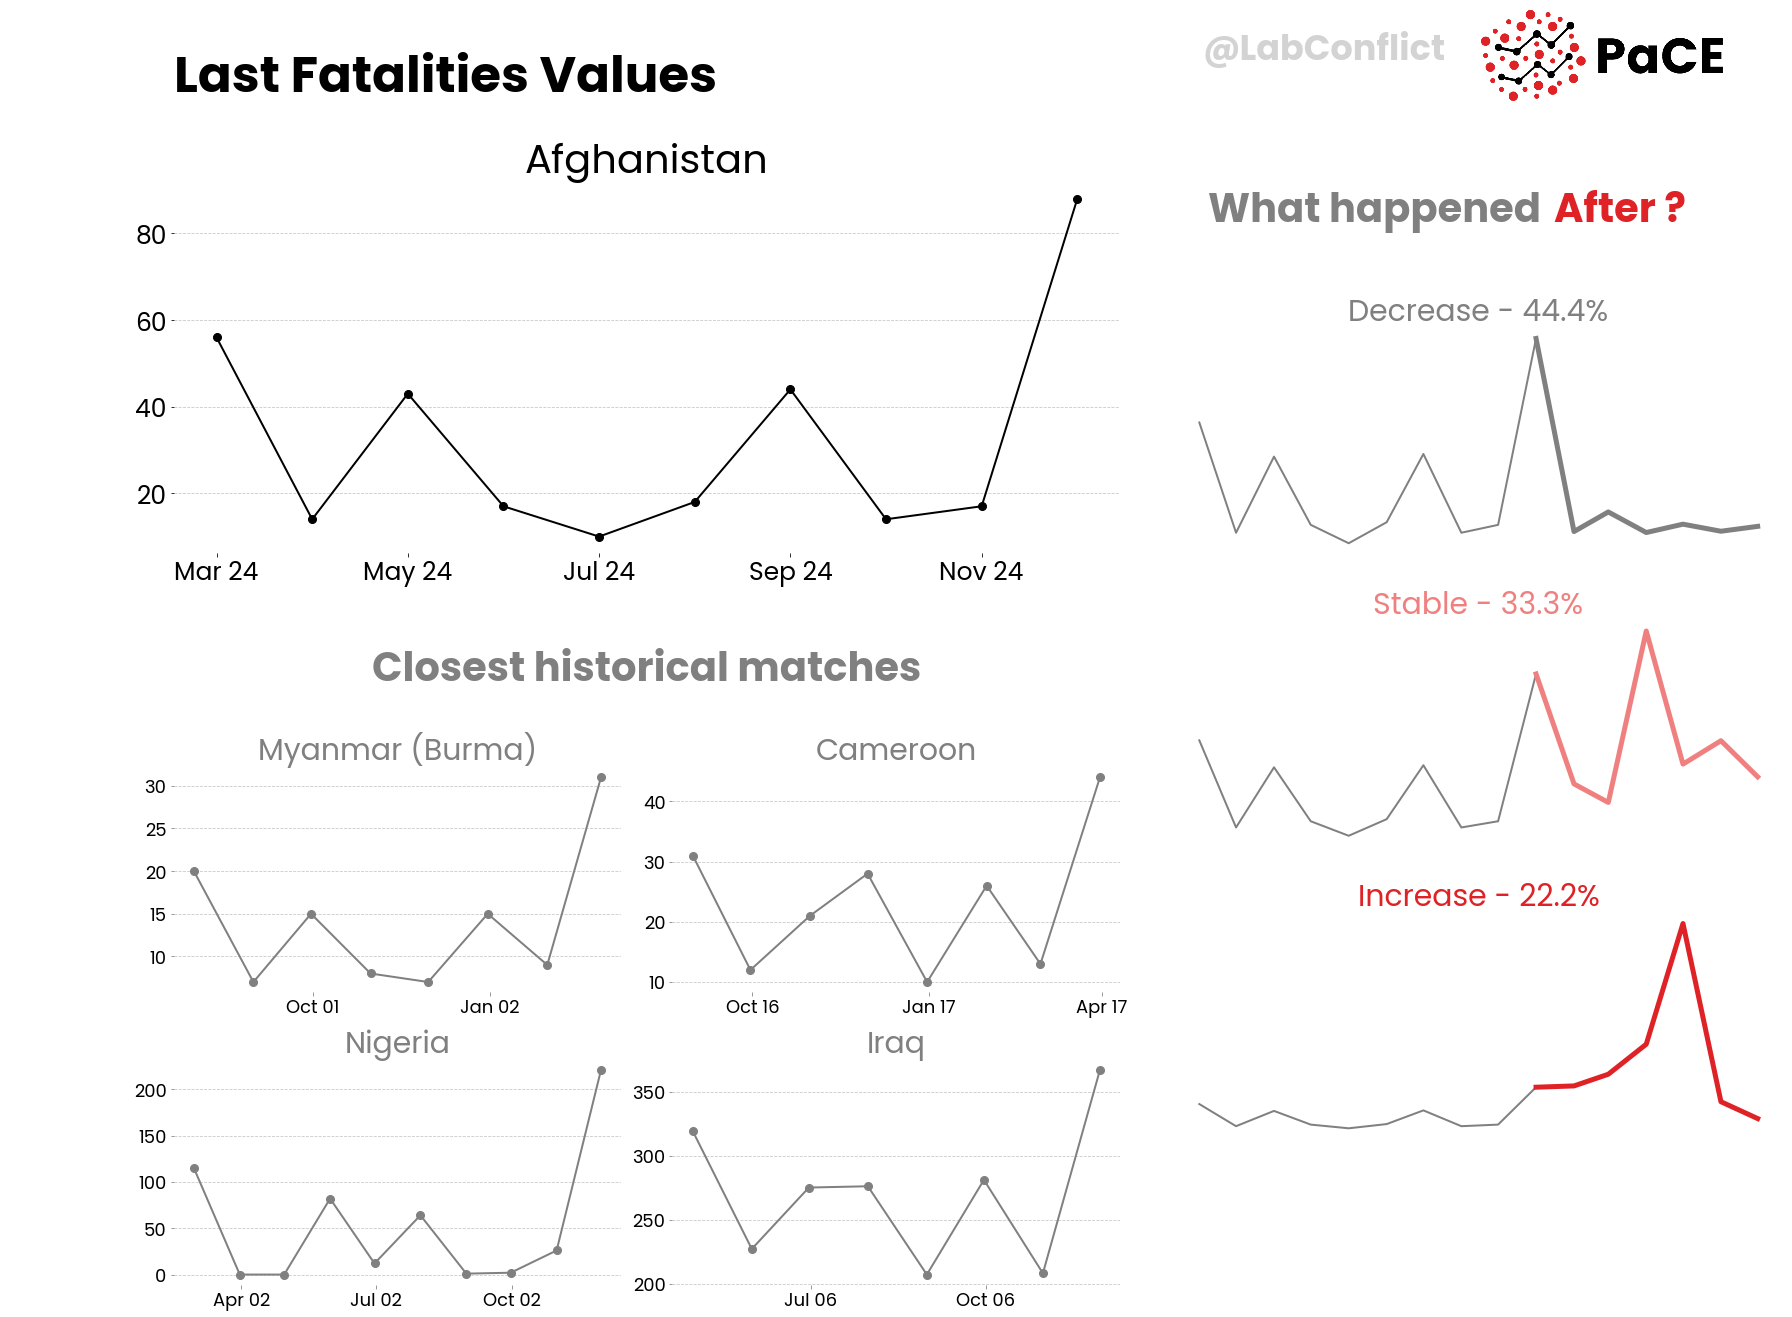 Last Fatalities Values
@LabConflict
PaCE
Afghanistan
80
60
40
20
Mar 24 May 24 Jul 24 Sep 24 Nov 24
What happened After ?
Decrease - 44.4%
Stable - 33.3%
Increase - 22.2%
Closest historical matches
Myanmar (Burma)
30
25
20
15
10
Oct 01 Jan 02
Cameroon
40
30
20
10
Oct 16 Jan 17 Apr 17
Nigeria
200
150
100
50
0
Apr 02 Jul 02 Oct 02
Iraq
350
300
250
200
Jul 06 Oct 06